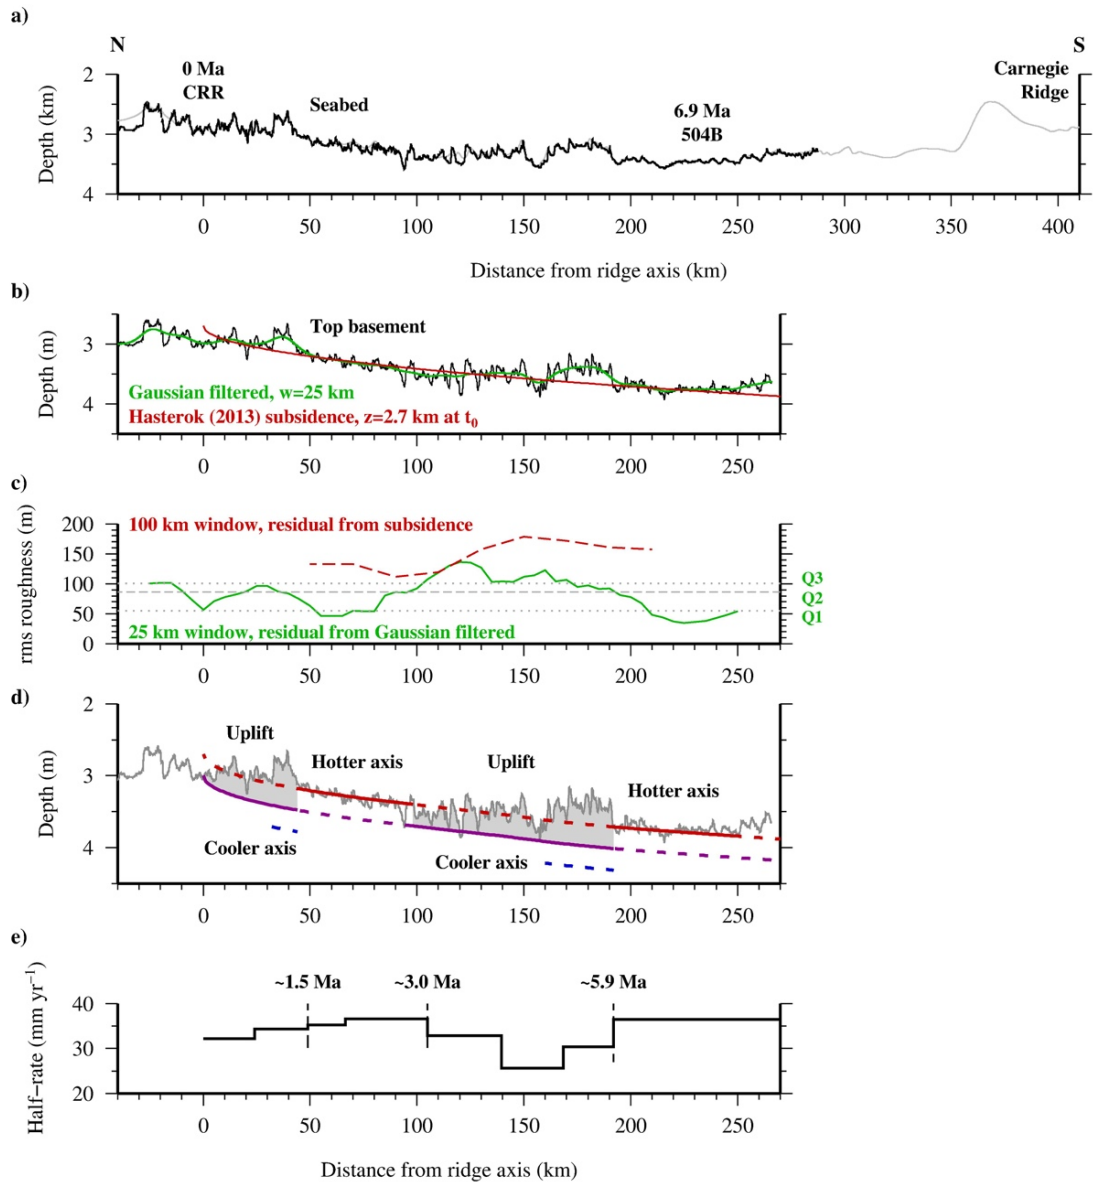 a)
N
S
0 Ma
CRR
Seabed
6.9 Ma
504B
Carnegie
Ridge
Depth (km)
2
3
4
0 50 100 150 200 250 300 350 400
Distance from ridge axis (km)
b)
Top basement
Depth (m)
3
4
Gaussian filtered, w=25 km
Hasterok (2013) subsidence, z=2.7 km at t0
0 50 100 150 200 250
c)
rms roughness (m)
200
150
100
50
0
100 km window, residual from subsidence
25 km window, residual from Gaussian filtered
Q3
Q2
Q1
0 50 100 150 200 250
d)
Depth (m)
2
3
4
Uplift
Hotter axis
Uplift
Hotter axis
Cooler axis
Cooler axis
0 50 100 150 200 250
e)
Half−rate (mm yr−1)
~1.5 Ma
~3.0 Ma
~5.9 Ma
40
30
20
0 50 100 150 200 250
Distance from ridge axis (km)